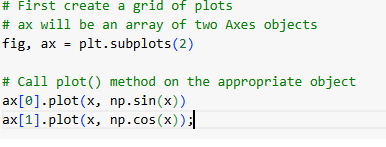 # First create a grid of plots
# ax will be an array of two Axes objects
fig, ax = plt.subplots(2)
# Call plot() method on the appropriate object
ax[0].plot(x, np.sin(x))
ax[1].plot(x, np.cos(x));